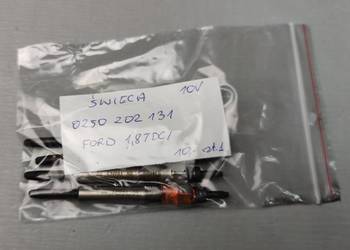 ŚWIECA 10V
0250 202 131
FORD 1,8TDCI
10,- szt.